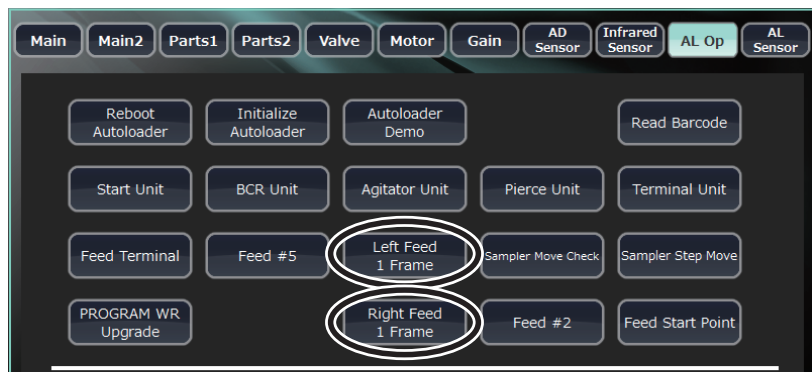 Main Main2 Parts1 Parts2 Valve Motor Gain AD Sensor Infrared Sensor AL Op AL Sensor
Reboot Autoloader
Initialize Autoloader
Autoloader Demo
Read Barcode
Start Unit
BCR Unit
Agitator Unit
Pierce Unit
Terminal Unit
Feed Terminal
Feed #5
Left Feed 1 Frame
Sampler Move Check
Sampler Step Move
PROGRAM WR Upgrade
Right Feed 1 Frame
Feed #2
Feed Start Point